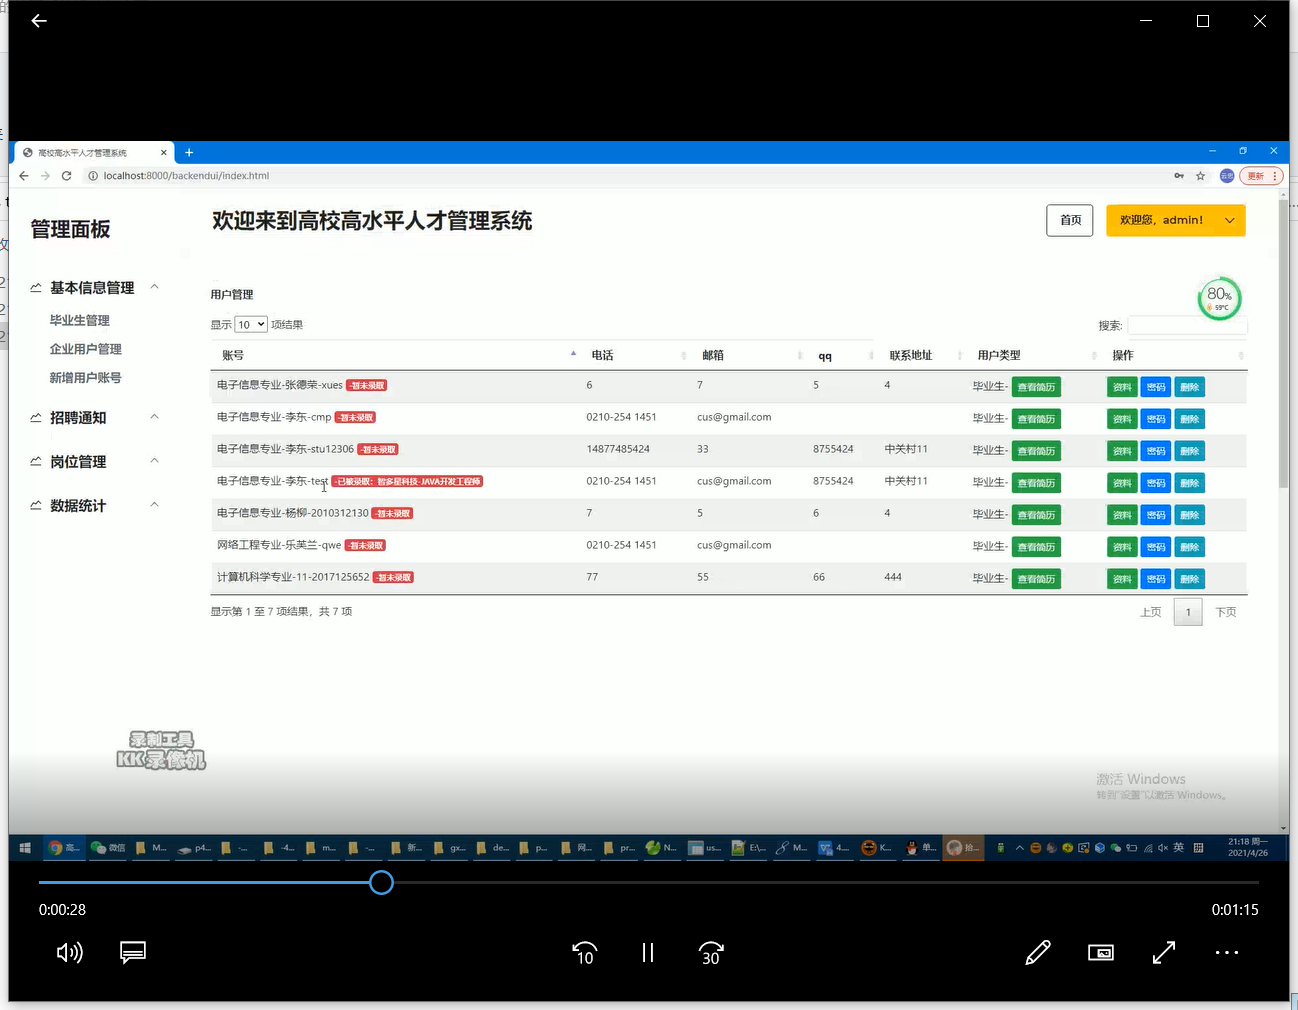 高校高水平人才管理系统
localhost:8000/backendui/index.html
更新
管理面板
欢迎来到高校高水平人才管理系统
首页
欢迎您，admin!
基本信息管理
毕业生管理
企业用户管理
新增用户账号
招聘通知
岗位管理
数据统计
用户管理
80%
59°C
显示 10 项结果
搜索:
账号 电话 邮箱 qq 联系地址 用户类型 操作
电子信息专业-张德荣-xues -暂未录取 6 7 5 4 毕业生- 查看简历 资料 密码 删除
电子信息专业-李东-cmp -暂未录取 0210-254 1451 cus@gmail.com 毕业生- 查看简历 资料 密码 删除
电子信息专业-李东-stu12306 -暂未录取 14877485424 33 8755424 中关村11 毕业生- 查看简历 资料 密码 删除
电子信息专业-李东-test -已被录取：智多星科技-JAVA开发工程师 0210-254 1451 cus@gmail.com 8755424 中关村11 毕业生- 查看简历 资料 密码 删除
电子信息专业-杨柳-2010312130 -暂未录取 7 5 6 4 毕业生- 查看简历 资料 密码 删除
网络工程专业-乐芙兰-qwe -暂未录取 0210-254 1451 cus@gmail.com 毕业生- 查看简历 资料 密码 删除
计算机科学专业-11-2017125652 -暂未录取 77 55 66 444 毕业生- 查看简历 资料 密码 删除
显示第 1 至 7 项结果，共 7 项
上页 1 下页
录制工具
KK录像机
激活 Windows
转到"设置"以激活 Windows。
高... 微信 M... p4... -... -4... m... -... 新... gx... de... p... 网... pr... N... us... E:\... M... 4... K... 单... 拾... 英
21:18 周一
2021/4/26
0:00:28
0:01:15
10
30